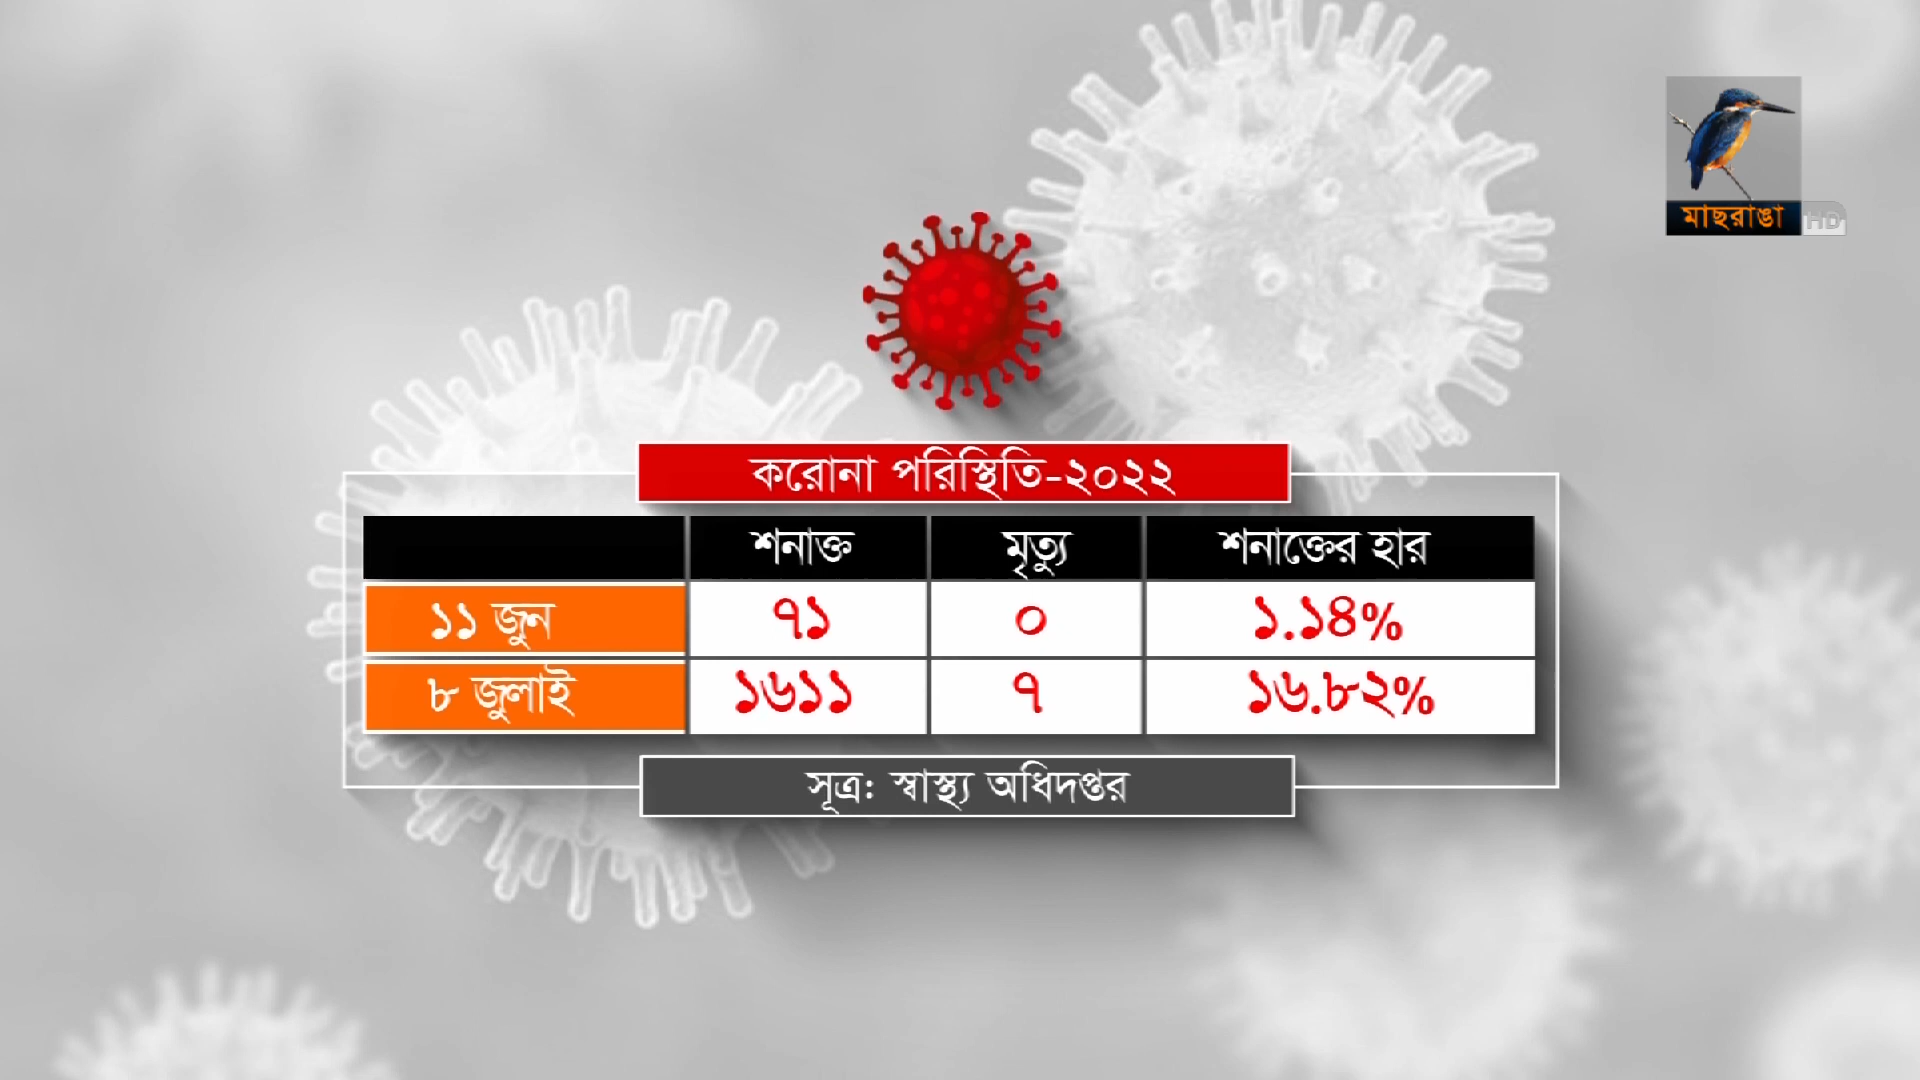 মাছরাঙা HD
করোনা পরিস্থিতি-২০২২
শনাক্ত মৃত্যু শনাক্তের হার
১১ জুন ৭১ ০ ১.১৪%
৮ জুলাই ১৬১১ ৭ ১৬.৮২%
সূত্র: স্বাস্থ্য অধিদপ্তর